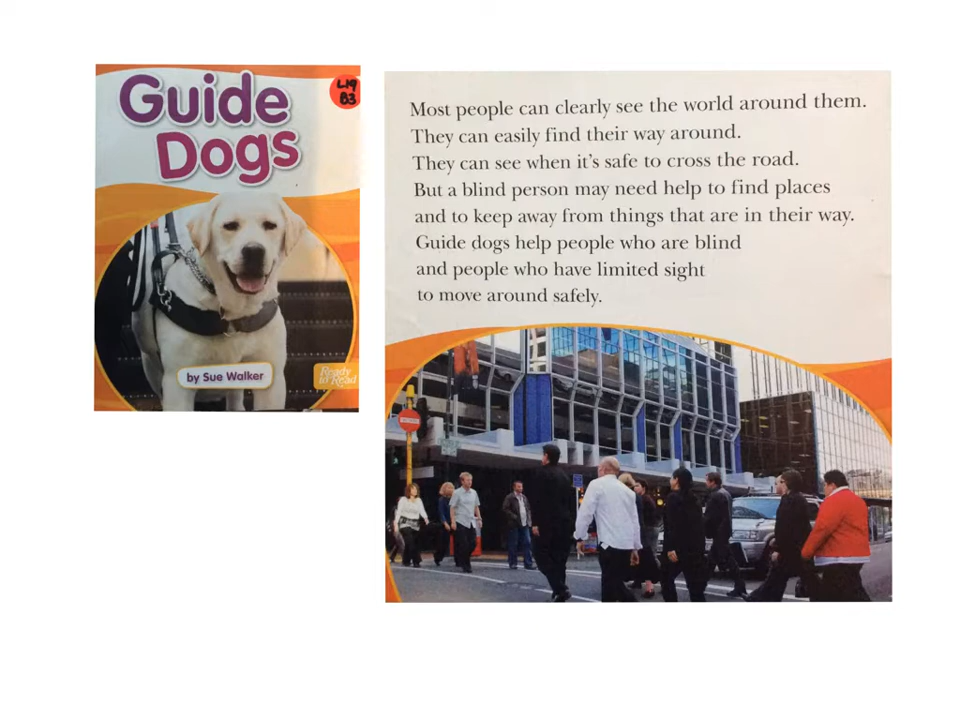 Guide
Dogs
L19
B3
by Sue Walker
Ready
to Read
Most people can clearly see the world around them.
They can easily find their way around.
They can see when it's safe to cross the road.
But a blind person may need help to find places
and to keep away from things that are in their way.
Guide dogs help people who are blind
and people who have limited sight
to move around safely.